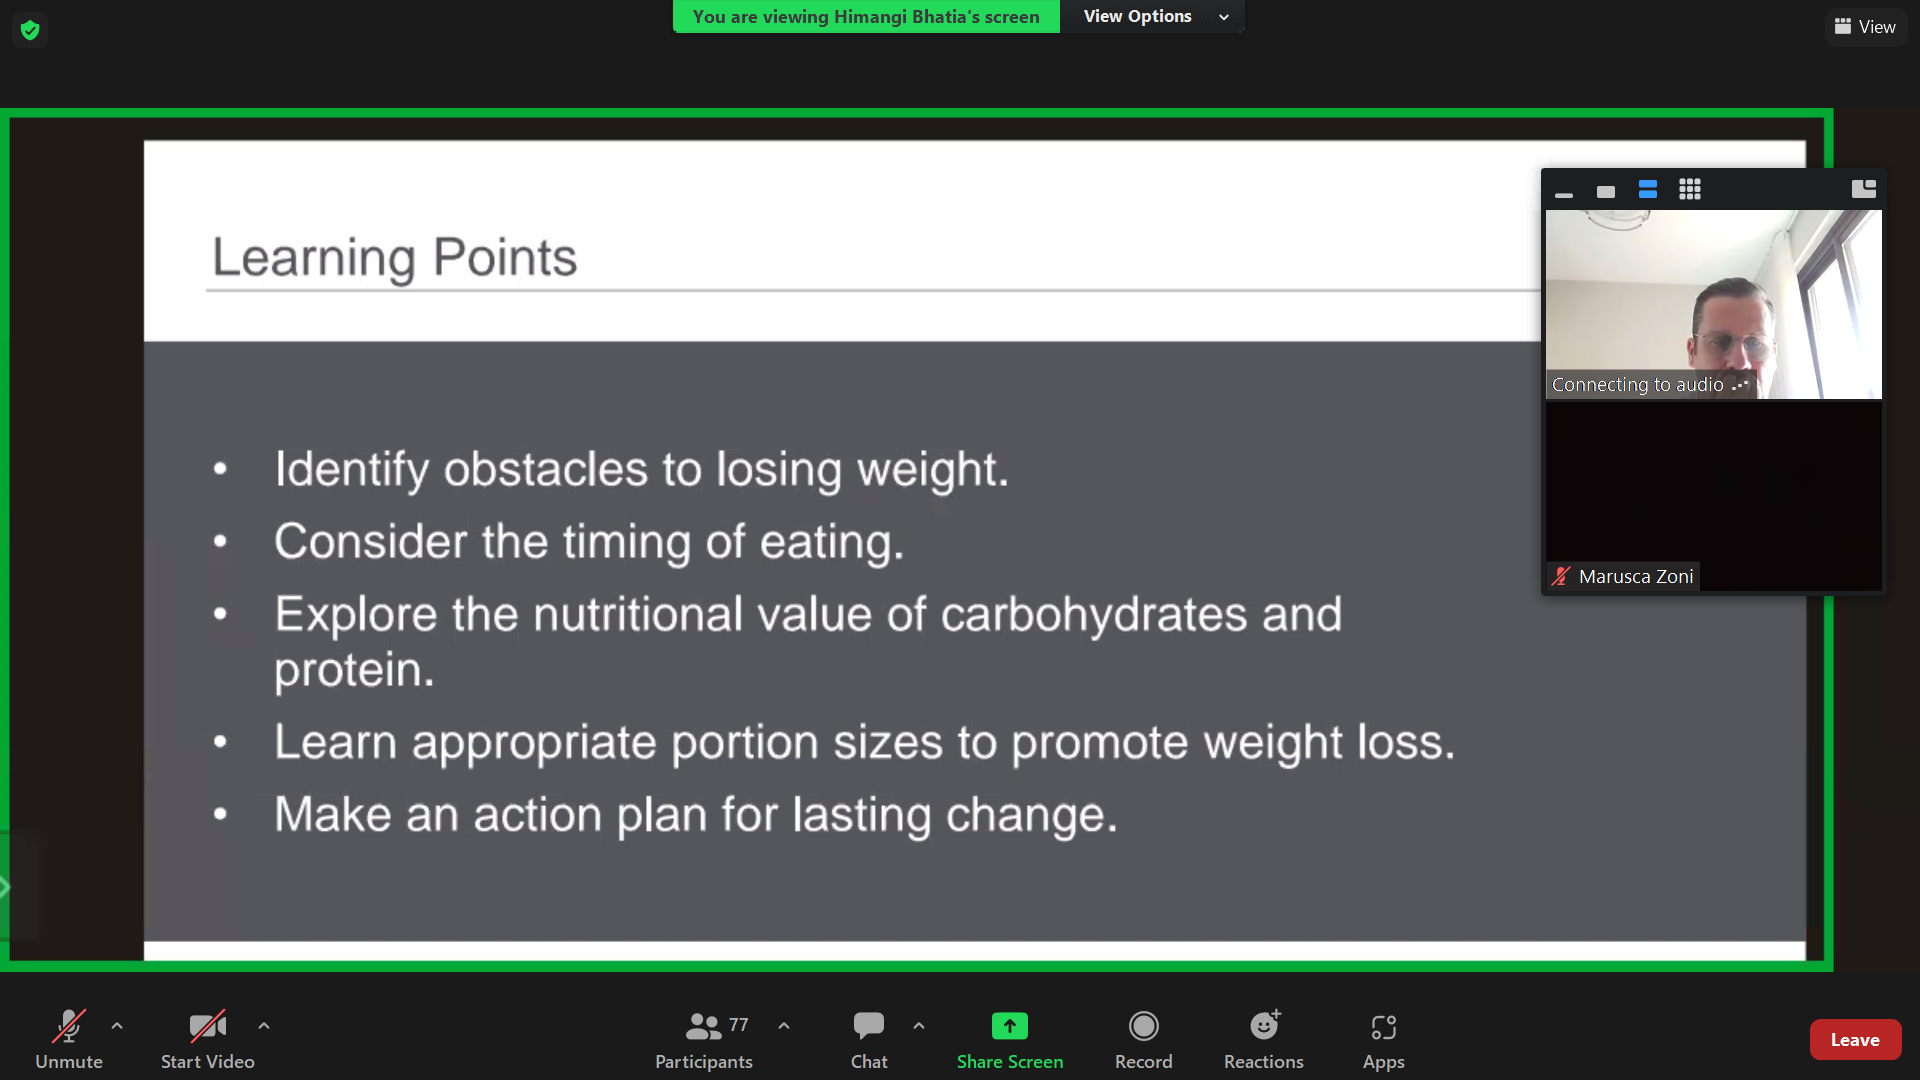 You are viewing Himangi Bhatia's screen
View Options
View
Learning Points
Connecting to audio
Marusca Zoni
• Identify obstacles to losing weight.
• Consider the timing of eating.
• Explore the nutritional value of carbohydrates and
protein.
• Learn appropriate portion sizes to promote weight loss.
• Make an action plan for lasting change.
Unmute
Start Video
77
Participants
Chat
Share Screen
Record
Reactions
Apps
Leave